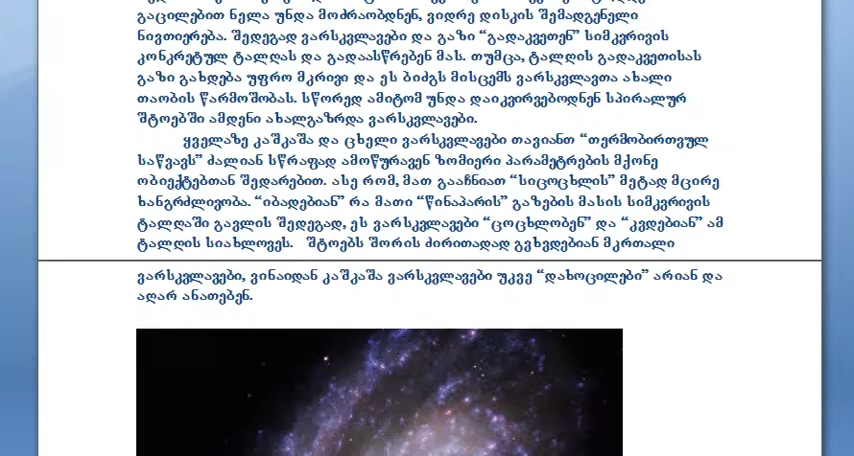 გაცილებით ნელა უნდა მოძრაობდნენ, ვიდრე დისკის შემადგენელი
ნივთიერება. შედეგად ვარსკვლავები და გაზი “გადაკვეთენ” სიმკვრივის
კონკრეტულ ტალღას და გადაასწრებენ მას. თუმცა, ტალღის გადაკვეთისას
გაზი გახდება უფრო მკრივი და ეს ბიძგს მისცემს ვარსკვლავთა ახალი
თაობის წარმოშობას. სწორედ ამიტომ უნდა დაიკვირვებოდნენ სპირალურ
შტოებში ამდენი ახალგაზრდა ვარსკვლავები.
ყველაზე კაშკაშა და ცხელი ვარსკვლავები თავიანთ “თერმობირთვულ
საწვავს” ძალიან სწრაფად ამოწურავენ ზომიერი პარამეტრების მქონე
ობიექტებთან შედარებით. ასე რომ, მათ გააჩნიათ “სიცოცხლის” მეტად მცირე
ხანგრძლივობა. “იბადებიან” რა მათი “წინაპარის” გაზების მასის სიმკვრივის
ტალღაში გავლის შედეგად, ეს ვარსკვლავები “ცოცხლობენ” და “კვდებიან” ამ
ტალღის სიახლოვეს. შტოებს შორის ძირითადად გვხვდებიან მკრთალი
ვარსკვლავები, ვინაიდან კაშკაშა ვარსკვლავები უკვე “დახოცილები” არიან და
აღარ ანათებენ.